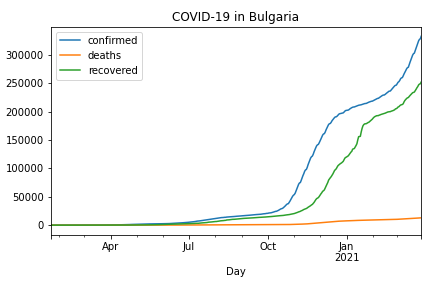 COVID-19 in Bulgaria
confirmed
deaths
recovered
350000
300000
250000
200000
150000
100000
50000
0
Apr
Jul
Oct
Jan
2021
Day